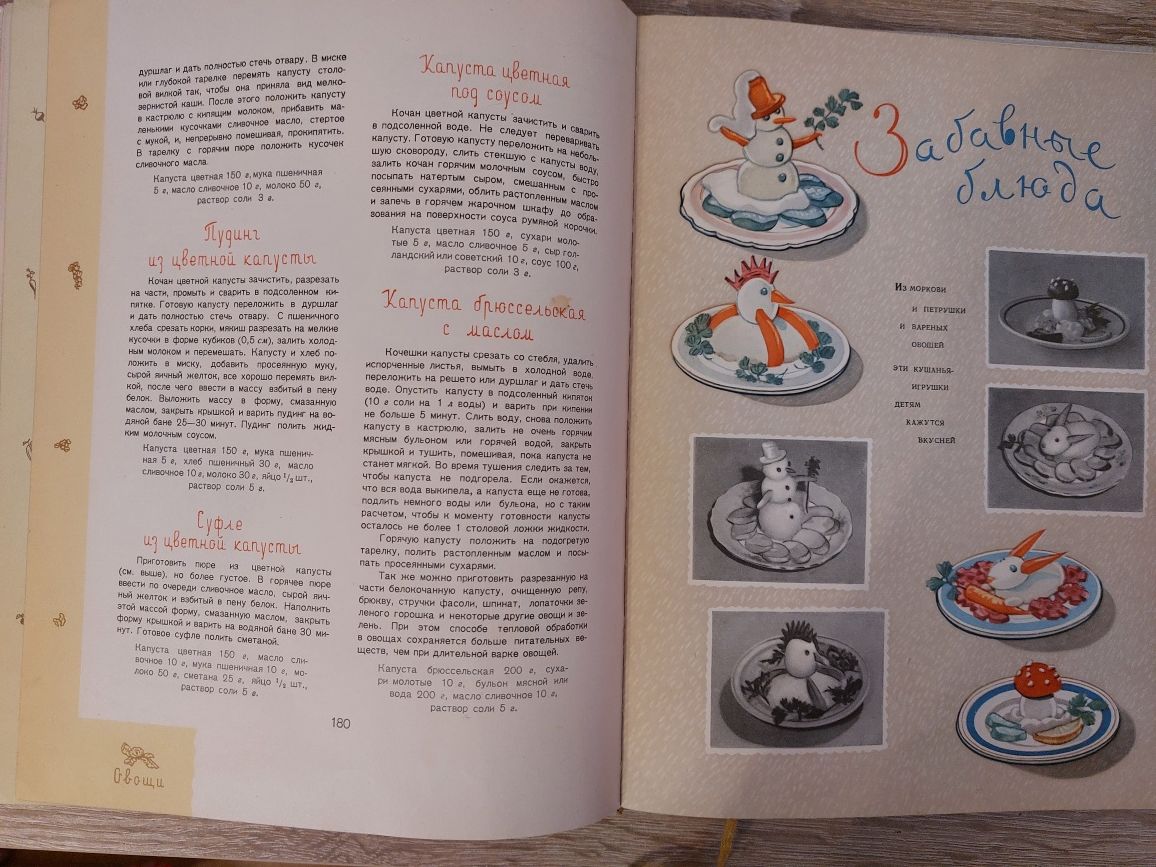 дуршлаг и дать полностью стечь отвару. В миске
или глубокой тарелке перемять капусту столо-
вой вилкой так, чтобы она приняла вид мелко-
зернистой каши. После этого положить капусту
в кастрюлю с кипящим молоком, прибавить ма-
ленькими кусочками сливочное масло, стертое
с мукой, и, непрерывно помешивая, прокипятить.
В тарелку с горячим пюре положить кусочек
сливочного масла.
Капуста цветная 150 г, мука пшеничная
5 г, масло сливочное 10 г, молоко 50 г,
раствор соли 3 г.
Пудинг
из цветной капусты
Кочан цветной капусты зачистить, разрезать
на части, промыть и сварить в подсоленном ки-
пятке. Готовую капусту переложить в дуршлаг
и дать полностью стечь отвару. С пшеничного
хлеба срезать корки, мякиш разрезать на мелкие
кусочки в форме кубиков (0,5 см), залить холод-
ным молоком и перемешать. Капусту и хлеб по-
ложить в миску, добавить просеянную муку,
сырой яичный желток, все хорошо перемять вил-
кой, после чего ввести в массу взбитый в пену
белок. Выложить массу в форму, смазанную
маслом, закрыть крышкой и варить пудинг на во-
дяной бане 25—30 минут. Пудинг полить жид-
ким молочным соусом.
Капуста цветная 150 г, мука пшенич-
ная 5 г, хлеб пшеничный 30 г, масло
сливочное 10 г, молоко 30 г, яйцо 1/3 шт.,
раствор соли 5 г.
Суфле
из цветной капусты
Приготовить пюре из цветной капусты
(см. выше), но более густое. В горячее пюре
ввести по очереди сливочное масло, сырой яич-
ный желток и взбитый в пену белок. Наполнить
этой массой форму, смазанную маслом, закрыть
форму крышкой и варить на водяной бане 30 ми-
нут. Готовое суфле полить сметаной.
Капуста цветная 150 г, масло сли-
вочное 10 г, мука пшеничная 10 г, мо-
локо 50 г, сметана 25 г, яйцо 1/3 шт.,
раствор соли 5 г.
Капуста цветная
под соусом
Кочан цветной капусты зачистить и сварить
в подсоленной воде. Не следует переваривать
капусту. Готовую капусту переложить на неболь-
шую сковороду, слить стекшую с капусты воду,
залить кочан горячим молочным соусом, быстро
посыпать натертым сыром, смешанным с про-
сеянными сухарями, облить растопленным маслом
и запечь в горячем жарочном шкафу до обра-
зования на поверхности соуса румяной корочки.
Капуста цветная 150 г, сухари моло-
тые 5 г, масло сливочное 5 г, сыр гол-
ландский или советский 10 г, соус 100 г,
раствор соли 3 г.
Капуста брюссельская
с маслом
Кочешки капусты срезать со стебля, удалить
испорченные листья, вымыть в холодной воде,
переложить на решето или дуршлаг и дать стечь
воде. Опустить капусту в подсоленный кипяток
(10 г соли на 1 л воды) и варить при кипении
не больше 5 минут. Слить воду, снова положить
капусту в кастрюлю, залить не очень горячим
мясным бульоном или горячей водой, закрыть
крышкой и тушить, помешивая, пока капуста не
станет мягкой. Во время тушения следить за тем,
чтобы капуста не подгорела. Если окажется,
что вся вода выкипела, а капуста еще не готова,
подлить немного воды или бульона, но с таким
расчетом, чтобы к моменту готовности капусты
осталось не более 1 столовой ложки жидкости.
Горячую капусту положить на подогретую
тарелку, полить растопленным маслом и посы-
пать просеянными сухарями.
Так же можно приготовить разрезанную на
части белокочанную капусту, очищенную репу,
брюкву, стручки фасоли, шпинат, лопаточки зе-
леного горошка и некоторые другие овощи и зе-
лень. При этом способе тепловой обработки
в овощах сохраняется больше питательных ве-
ществ, чем при длительной варке овощей.
Капуста брюссельская 200 г, суха-
ри молотые 10 г, бульон мясной или
вода 200 г, масло сливочное 10 г,
раствор соли 5 г.
180
Овощи
Забавные
блюда
Из моркови
и петрушки
и вареных
овощей
эти кушанья-
игрушки
детям
кажутся
вкусней